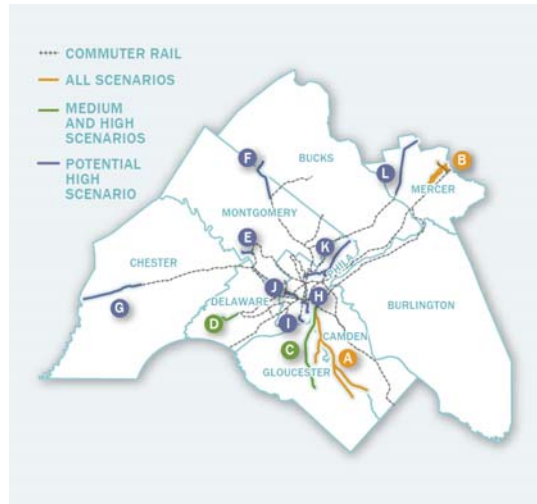 COMMUTER RAIL
ALL SCENARIOS
MEDIUM
AND HIGH
SCENARIOS
POTENTIAL
HIGH
SCENARIO
F
BUCKS
L
B
MERCER
MONTGOMERY
E
K
CHESTER
PHILA
J
H
DELAWARE
BURLINGTON
G
D
I
CAMDEN
C
A
GLOUCESTER